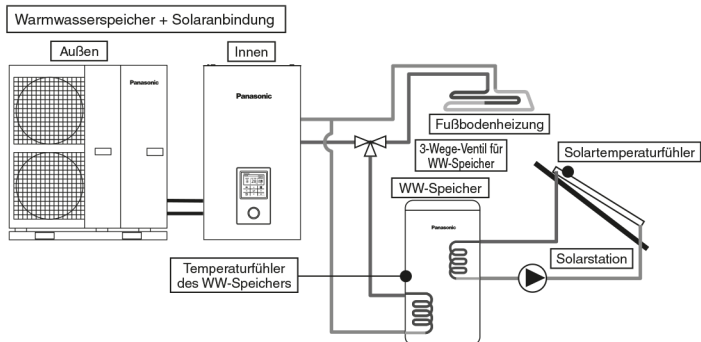 Warmwasserspeicher + Solaranbindung
Außen
Innen
Panasonic
Panasonic
Fußbodenheizung
3-Wege-Ventil für
WW-Speicher
Solartemperaturfühler
WW-Speicher
Panasonic
Temperaturfühler
des WW-Speichers
Solarstation